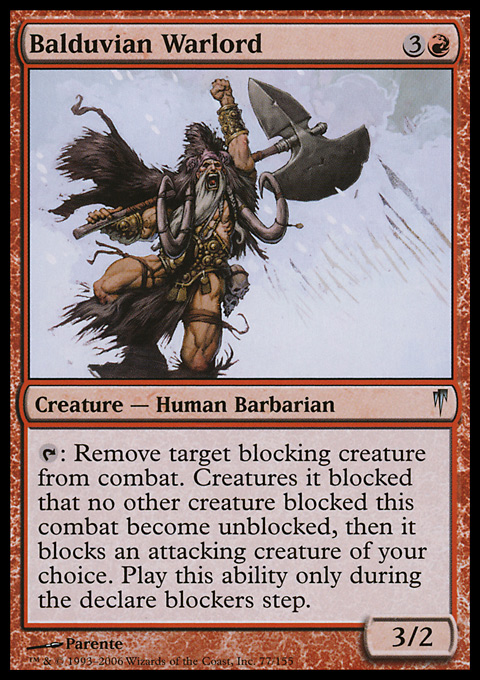 Balduvian Warlord 3
Creature — Human Barbarian
: Remove target blocking creature
from combat. Creatures it blocked
that no other creature blocked this
combat become unblocked, then it
blocks an attacking creature of your
choice. Play this ability only during
the declare blockers step.
Parente
3/2
™ & © 1993–2006 Wizards of the Coast, Inc. 77/155